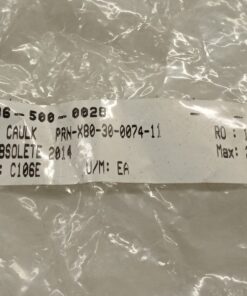 6-500-0028
CAULK PRN-X80-30-0074-11 RO :
BSOLETE 2014 Max:
: C106E U/M: EA